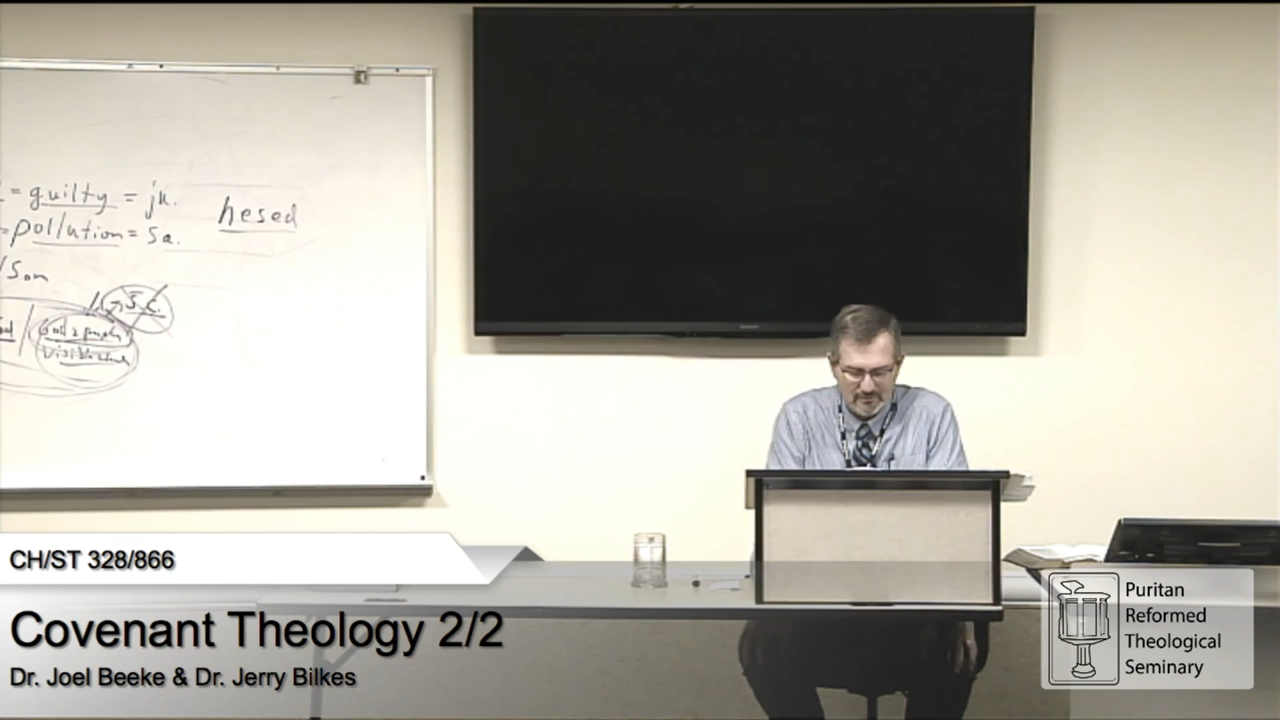 = guilty = ju.
hesed
= pollution = sa.
/Son
CH/ST 328/866
Covenant Theology 2/2
Dr. Joel Beeke & Dr. Jerry Bilkes
Puritan
Reformed
Theological
Seminary